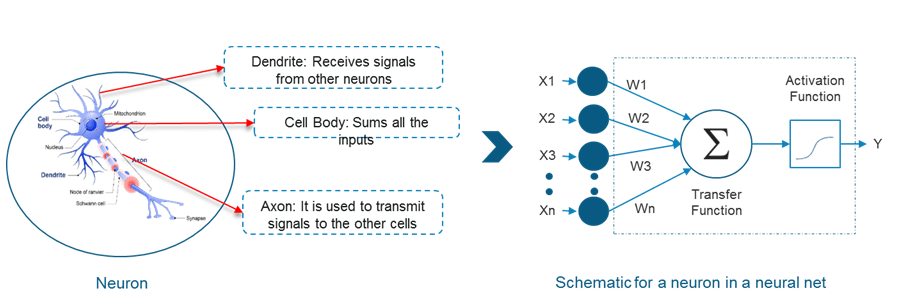 Dendrite: Receives signals
from other neurons
Cell Body: Sums all the
inputs
Axon: It is used to transmit
signals to the other cells
Cell
body
Mitochondrion
Nucleus
Axon
Dendrite
Node of ranvier
Schwann cell
Synapse
Neuron
X1
X2
X3
Xn
W1
W2
W3
Wn
Σ
Transfer
Function
Activation
Function
Y
Schematic for a neuron in a neural net